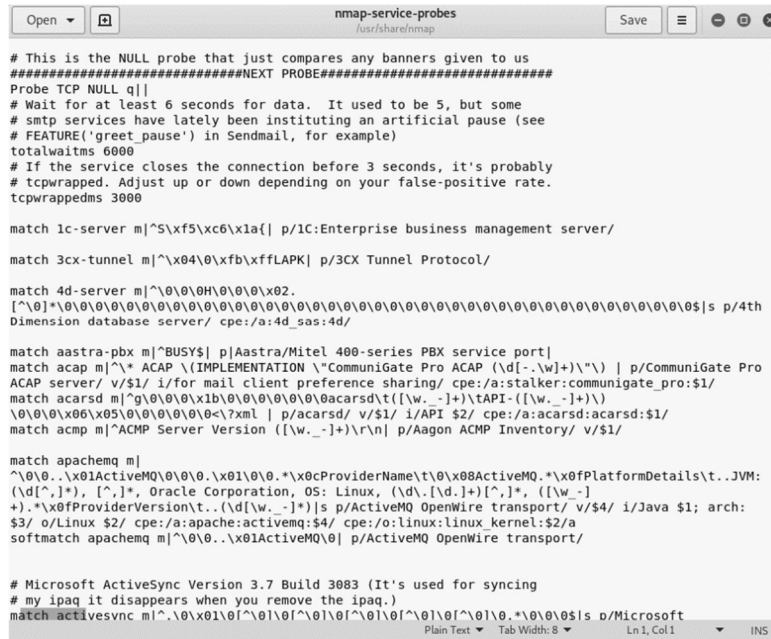 Open
nmap-service-probes
/usr/share/nmap
Save
# This is the NULL probe that just compares any banners given to us
##############################NEXT PROBE##############################
Probe TCP NULL q||
# Wait for at least 6 seconds for data.  It used to be 5, but some
# smtp services have lately been instituting an artificial pause (see
# FEATURE('greet_pause') in Sendmail, for example)
totalwaitms 6000
# If the service closes the connection before 3 seconds, it's probably
# tcpwrapped. Adjust up or down depending on your false-positive rate.
tcpwrappedms 3000
match 1c-server m|^S\xf5\xc6\x1a{| p/1C:Enterprise business management server/
match 3cx-tunnel m|^\x04\0\xfb\xffLAPK| p/3CX Tunnel Protocol/
match 4d-server m|^\0\0\0H\0\0\0\x02.
[^\0]*\0\0\0\0\0\0\0\0\0\0\0\0\0\0\0\0\0\0\0\0\0\0\0\0\0\0\0\0\0\0\0\0\0\0\0\0\0$|s p/4th
Dimension database server/ cpe:/a:4d_sas:4d/
match aastra-pbx m|^BUSY$| p|Aastra/Mitel 400-series PBX service port|
match acap m|^\* ACAP \(IMPLEMENTATION \"CommuniGate Pro ACAP (\d[-.\w]+)\"\) | p/CommuniGate Pro
ACAP server/ v/$1/ i/for mail client preference sharing/ cpe:/a:stalker:communigate_pro:$1/
match acarsd m|^g\0\0\0\x1b\0\0\0\0\0\0\0acarsd\t([\w._-]+)\tAPI-([\w._-]+)\)
\0\0\0\x06\x05\0\0\0\0\0\0<\?xml | p/acarsd/ v/$1/ i/API $2/ cpe:/a:acarsd:acarsd:$1/
match acmp m|^ACMP Server Version ([\w._-]+)\r\n| p/Aagon ACMP Inventory/ v/$1/
match apachemq m|
^\0\0..\x01ActiveMQ\0\0\0.\x01\0\0.*\x0cProviderName\t\0\x08ActiveMQ.*\x0fPlatformDetails\t..JVM:
(\d[^,]*), [^,]*, Oracle Corporation, OS: Linux, (\d\.[\d.]+)[^,]*, ([\w_-]
+).*\x0fProviderVersion\t..(\d[\w._-]*)|s p/ActiveMQ OpenWire transport/ v/$4/ i/Java $1; arch:
$3/ o/Linux $2/ cpe:/a:apache:activemq:$4/ cpe:/o:linux:linux_kernel:$2/a
softmatch apachemq m|^\0\0..\x01ActiveMQ\0| p/ActiveMQ OpenWire transport/
# Microsoft ActiveSync Version 3.7 Build 3083 (It's used for syncing
# my ipaq it disappears when you remove the ipaq.)
match activesync m|^.\0\x01\0[^\0]\0[^\0]\0[^\0]\0[^\0]\0[^\0]\0.*\0\0\0$|s p/Microsoft
Plain Text Tab Width: 8 Ln 1, Col 1 INS